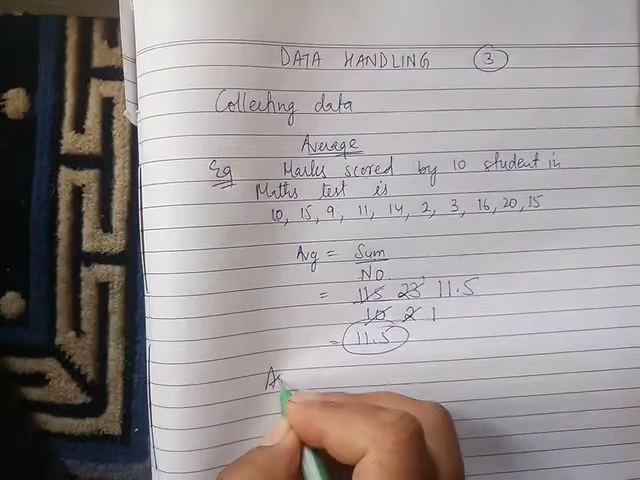 DATA HANDLING 3
Collecting data
Average
Eg Marks scored by 10 student in
Maths test is
10, 15, 9, 11, 14, 2, 3, 16, 20, 15
Avg = Sum
No.
= 115 23 11.5
10 2 1
= 11.5
A